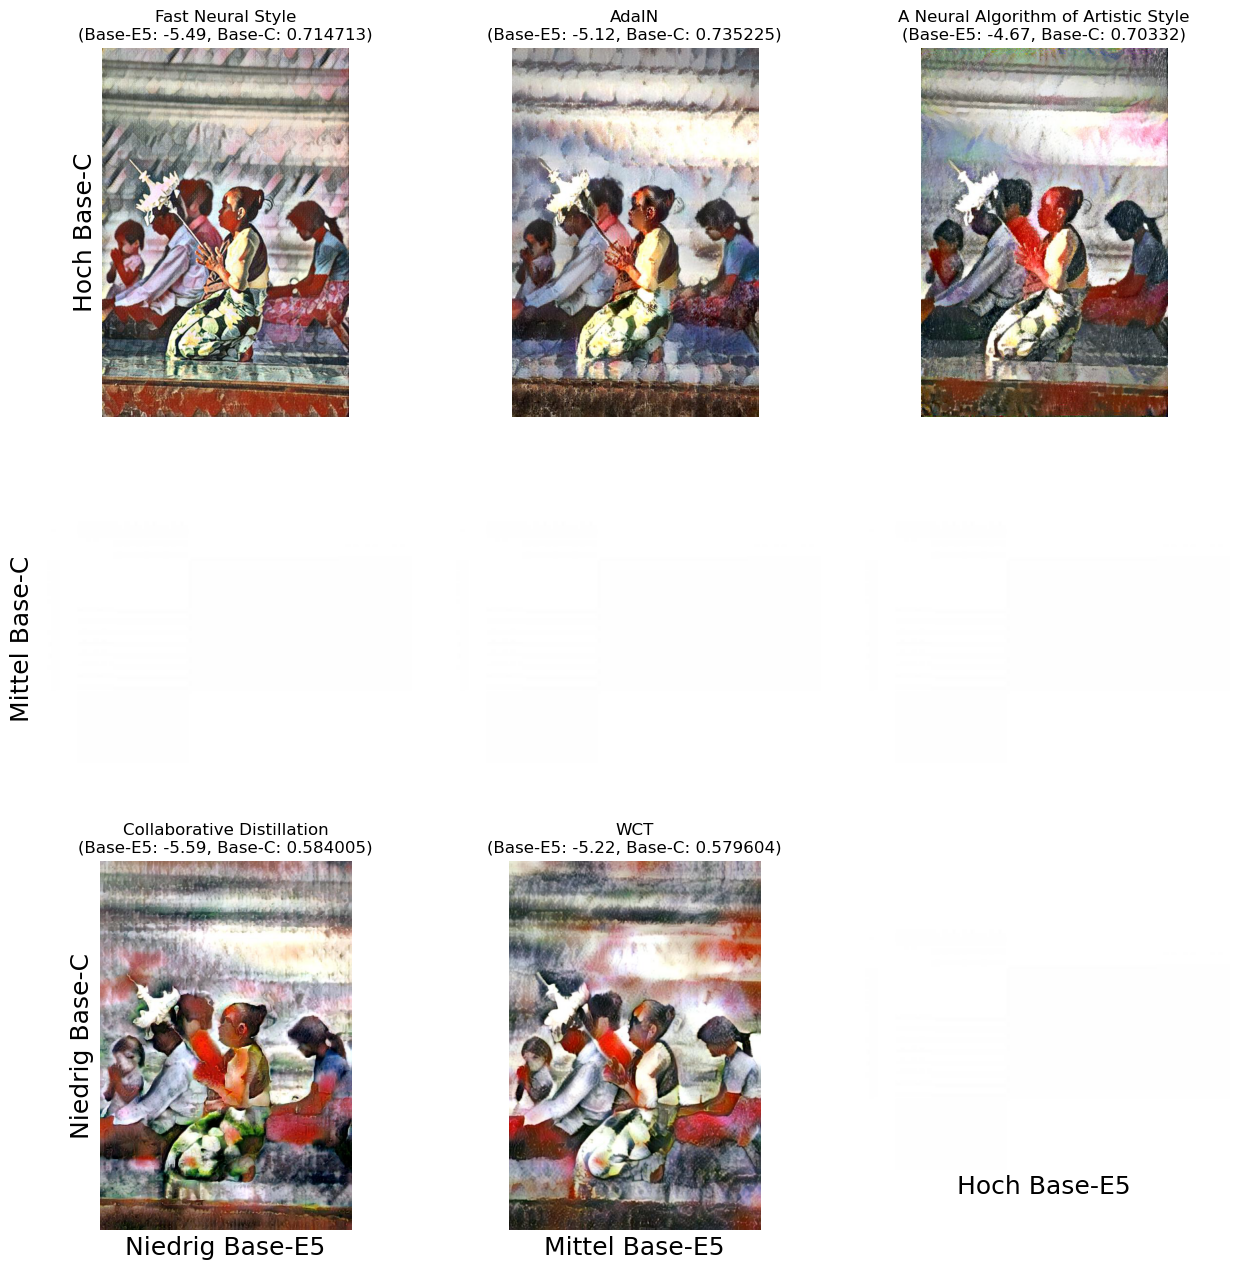 Fast Neural Style
(Base-E5: -5.49, Base-C: 0.714713)
AdaIN
(Base-E5: -5.12, Base-C: 0.735225)
A Neural Algorithm of Artistic Style
(Base-E5: -4.67, Base-C: 0.70332)
Hoch Base-C
Mittel Base-C
Collaborative Distillation
(Base-E5: -5.59, Base-C: 0.584005)
WCT
(Base-E5: -5.22, Base-C: 0.579604)
Niedrig Base-C
Niedrig Base-E5
Mittel Base-E5
Hoch Base-E5